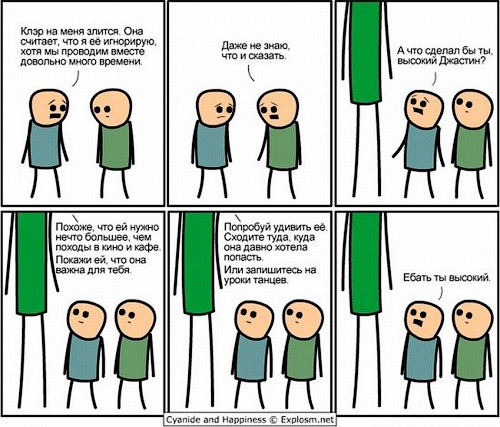 Клэр на меня злится. Она
считает, что я её игнорирую,
хотя мы проводим вместе
довольно много времени.
Даже не знаю,
что и сказать.
А что сделал бы ты,
высокий Джастин?
Похоже, что ей нужно
нечто большее, чем
походы в кино и кафе.
Покажи ей, что она
важна для тебя.
Попробуй удивить её.
Сходите туда, куда
она давно хотела
попасть.
Или запишитесь на
уроки танцев.
Ебать ты высокий.
Cyanide and Happiness © Explosm.net